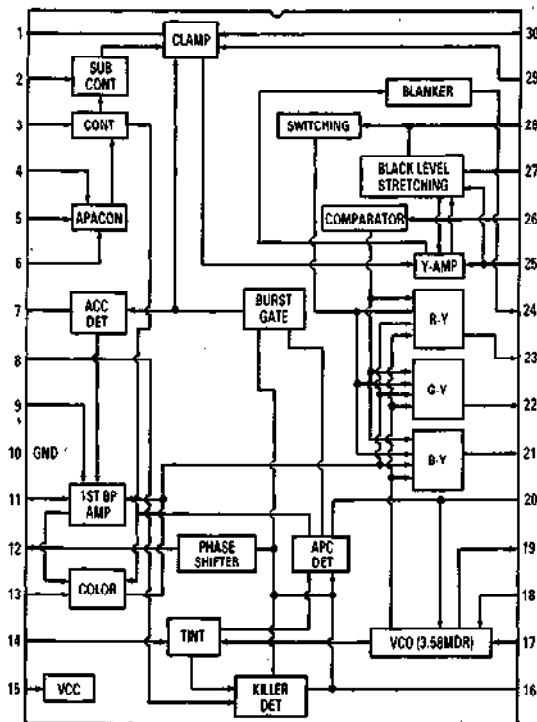 1
CLAMP
30
2
SUB
CONT
29
BLANKER
3
CONT
SWITCHING
28
4
BLACK LEVEL
STRETCHING
27
5
APACON
COMPARATOR
26
6
Y-AMP
25
7
ACC
DET
BURST
GATE
R-Y
24
8
23
9
G-Y
22
10
GND
B-Y
21
11
1ST BP
AMP
20
12
PHASE
SHIFTER
APC
DET
19
13
COLOR
18
14
TINT
VCO (3.58MDR)
17
15
VCC
KILLER
DET
16